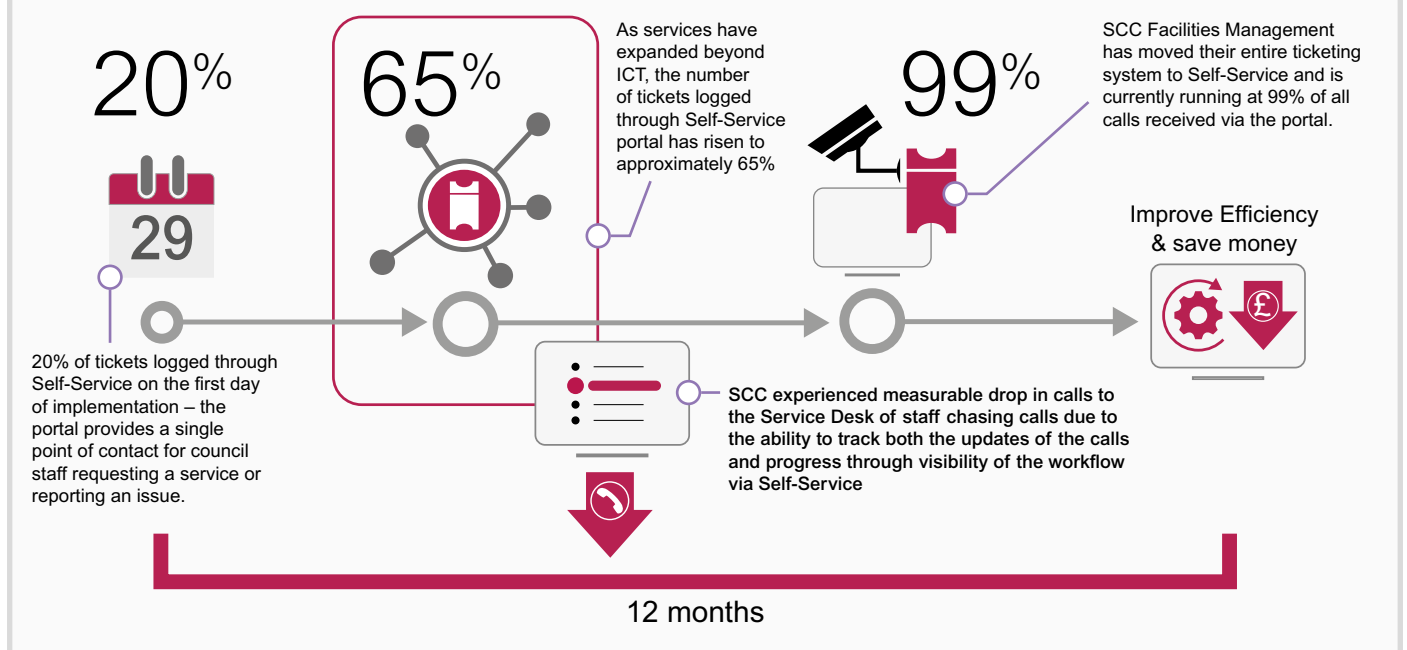 20%
29
20% of tickets logged through
Self-Service on the first day
of implementation – the
portal provides a single
point of contact for council
staff requesting a service or
reporting an issue.
65%
As services have
expanded beyond
ICT, the number
of tickets logged
through Self-Service
portal has risen to
approximately 65%
SCC experienced measurable drop in calls to
the Service Desk of staff chasing calls due to
the ability to track both the updates of the calls
and progress through visibility of the workflow
via Self-Service
99%
SCC Facilities Management
has moved their entire ticketing
system to Self-Service and is
currently running at 99% of all
calls received via the portal.
Improve Efficiency
& save money
£
12 months